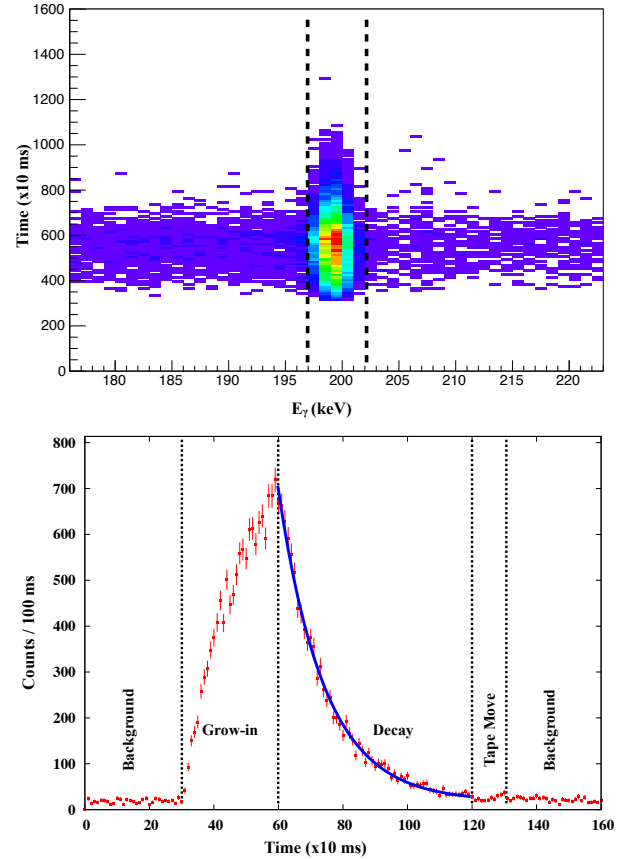 1600
1400
1200
1000
800
600
400
200
0
Time (x10 ms)
180 185 190 195 200 205 210 215 220
Eγ (keV)
800
700
600
500
400
300
200
100
0
Counts / 100 ms
Background
Grow-in
Decay
Tape Move
Background
0 20 40 60 80 100 120 140 160
Time (x10 ms)